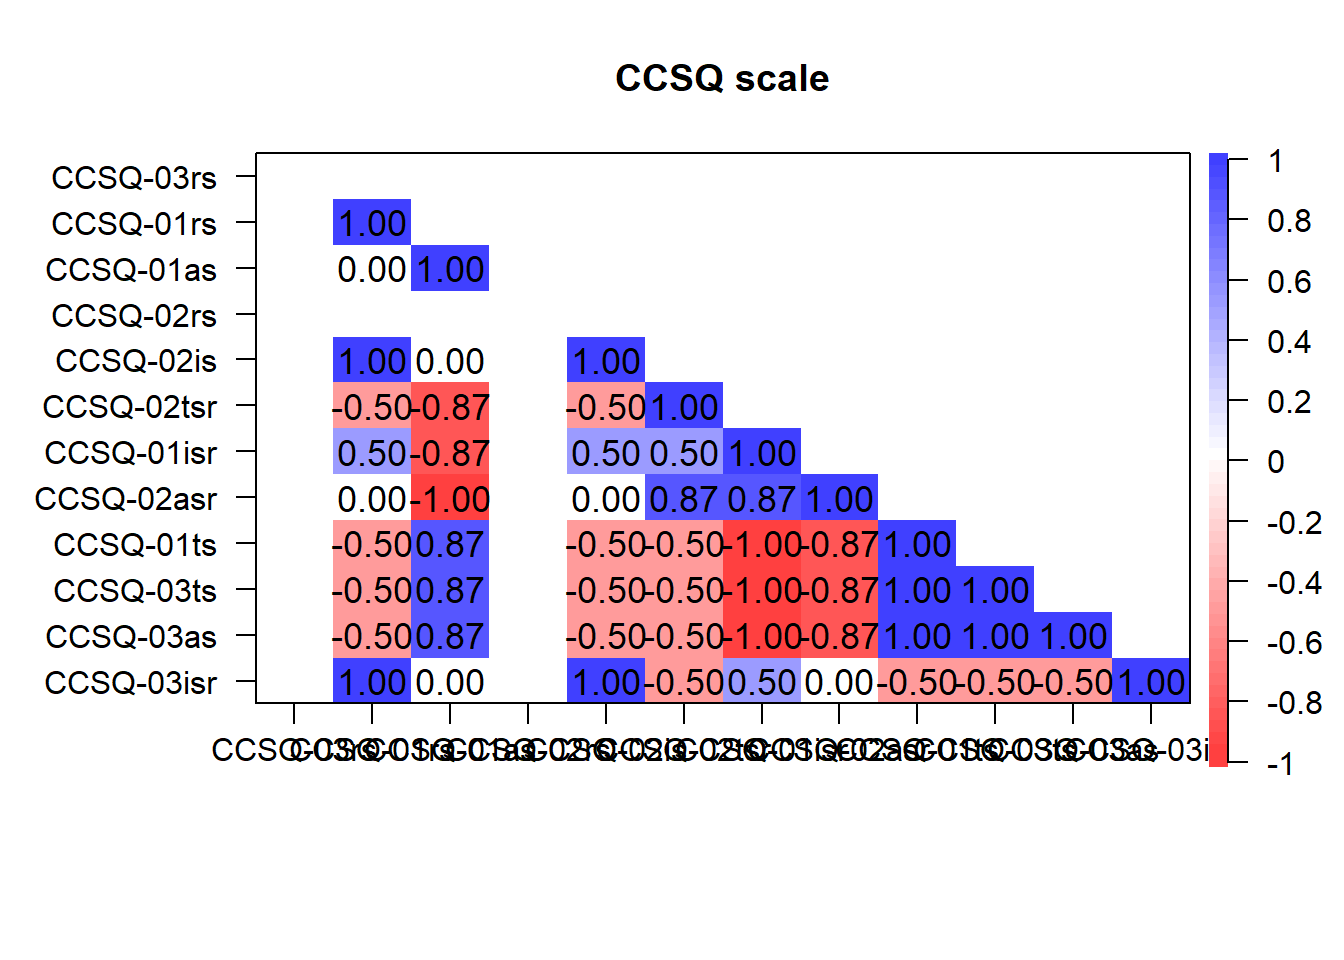 CCSQ scale
CCSQ-03rs
CCSQ-01rs 1.00
CCSQ-01as 0.00 1.00
CCSQ-02rs
CCSQ-02is 1.00 0.00 1.00
CCSQ-02tsr -0.50 -0.87 -0.50 1.00
CCSQ-01isr 0.50 -0.87 0.50 0.50 1.00
CCSQ-02asr 0.00 -1.00 0.00 0.87 0.87 1.00
CCSQ-01ts -0.50 0.87 -0.50 -0.50 -1.00 -0.87 1.00
CCSQ-03ts -0.50 0.87 -0.50 -0.50 -1.00 -0.87 1.00 1.00
CCSQ-03as -0.50 0.87 -0.50 -0.50 -1.00 -0.87 1.00 1.00 1.00
CCSQ-03isr 1.00 0.00 1.00 -0.50 0.50 0.00 -0.50 -0.50 -0.50 1.00
1
0.8
0.6
0.4
0.2
0
-0.2
-0.4
-0.6
-0.8
-1